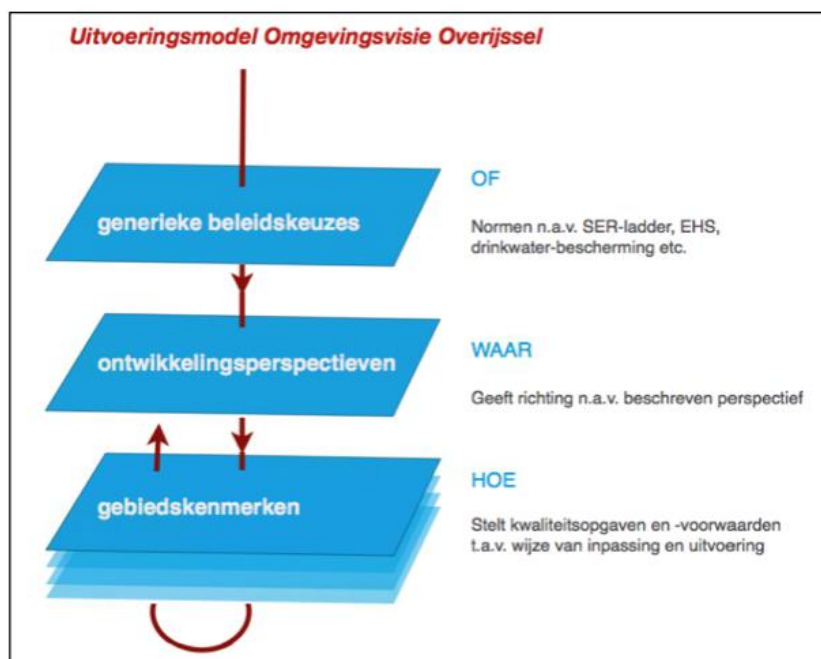 Uitvoeringsmodel Omgevingsvisie Overijssel
generieke beleidskeuzes
OF
Normen n.a.v. SER-ladder, EHS,
drinkwater-bescherming etc.
ontwikkelingsperspectieven
WAAR
Geeft richting n.a.v. beschreven perspectief
gebiedskenmerken
HOE
Stelt kwaliteitsopgaven en -voorwaarden
t.a.v. wijze van inpassing en uitvoering